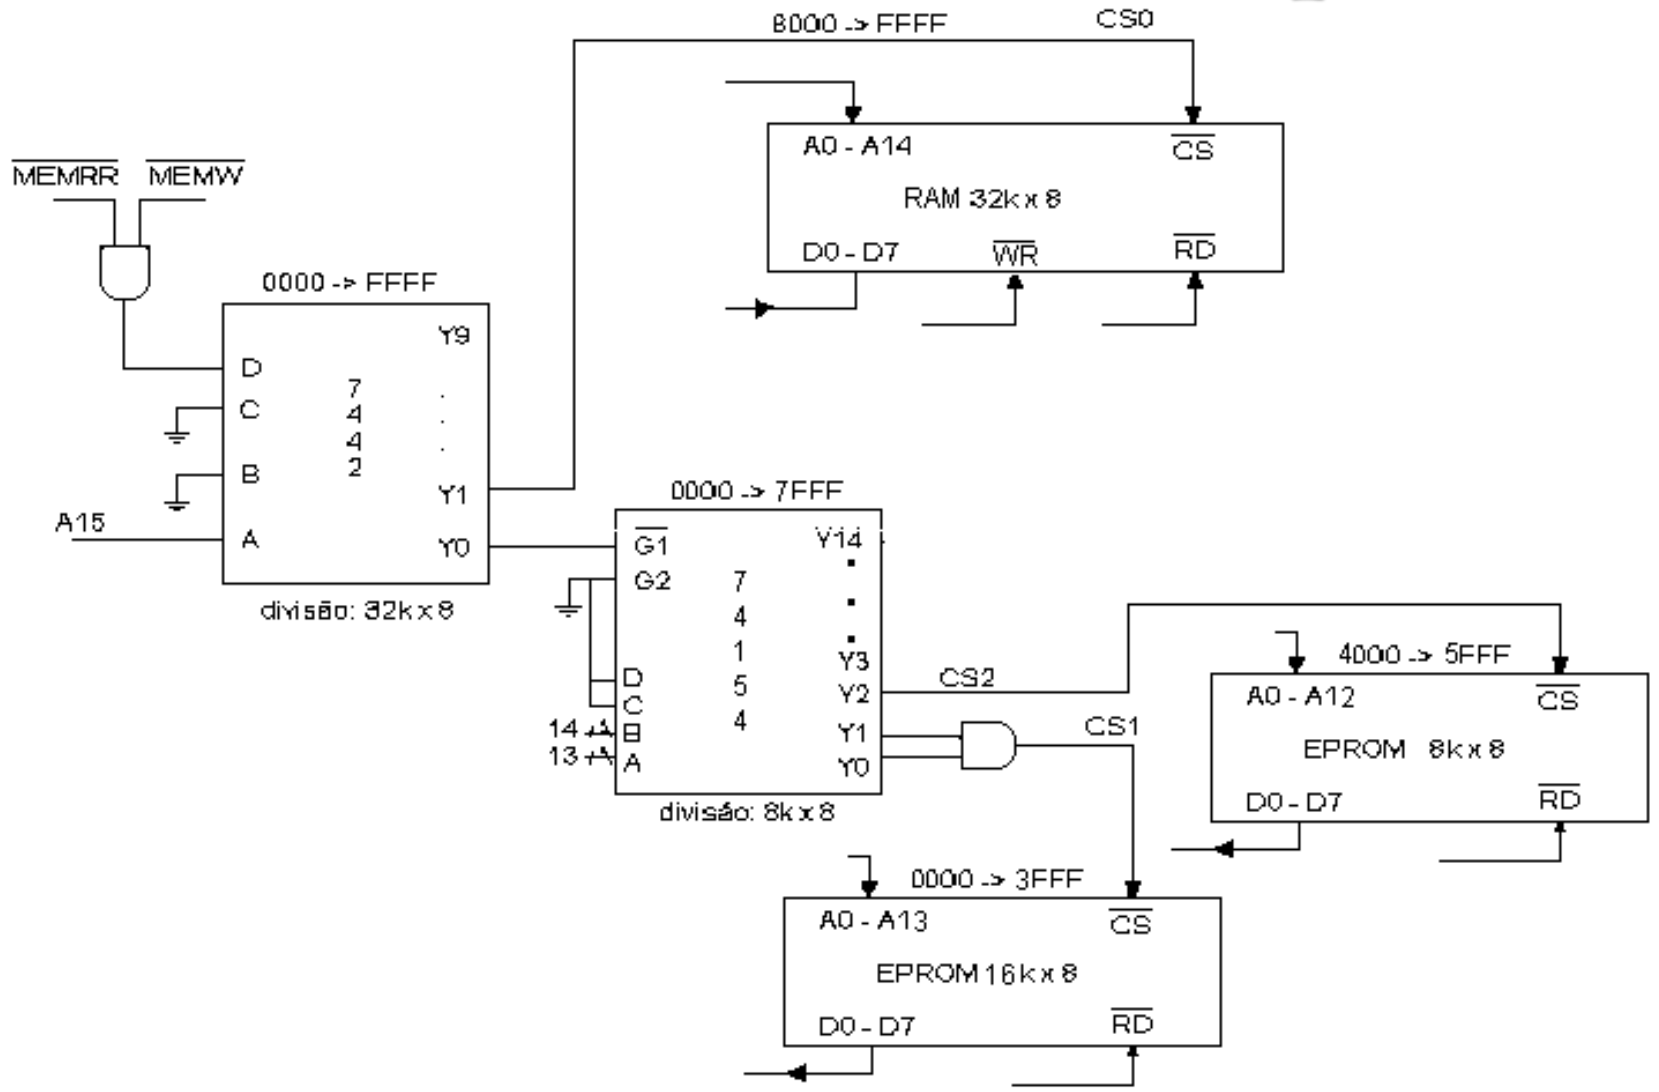 8000 -> FFFF
CS0
A0 - A14
CS
RAM 32k x 8
D0 - D7
WR
RD
MEMRR
MEMW
0000 -> FFFF
Y9
D
C
B
A
7
4
4
2
Y1
Y0
A15
divisão: 32k x 8
0000 -> 7FFF
G1
G2
Y14
7
4
1
5
4
D
C
B
A
14
13
Y3
Y2
Y1
Y0
divisão: 8k x 8
CS2
CS1
4000 -> 5FFF
A0 - A12
CS
EPROM 8k x 8
D0 - D7
RD
0000 -> 3FFF
A0 - A13
CS
EPROM 16k x 8
D0 - D7
RD